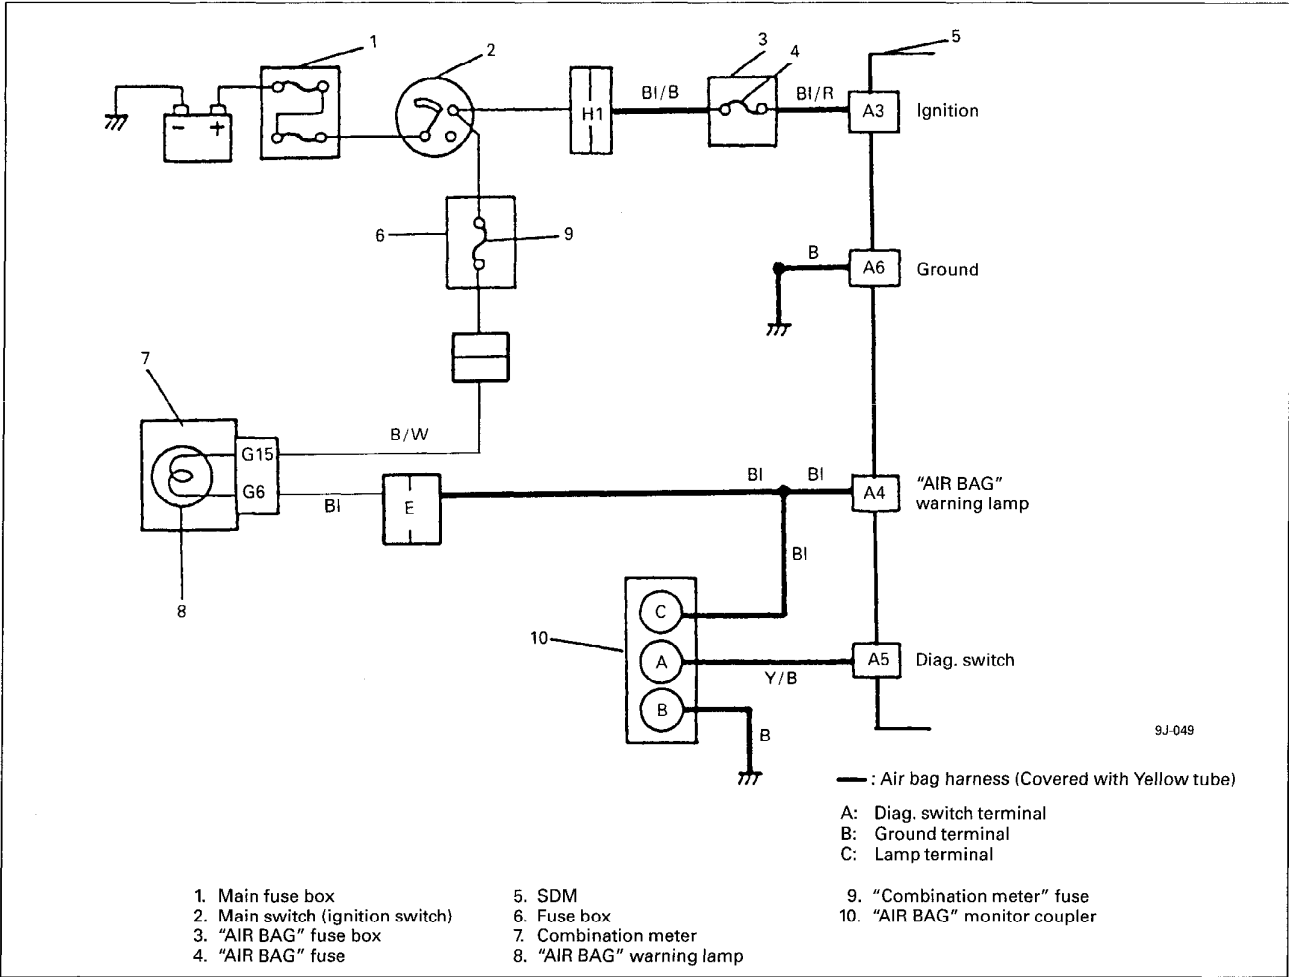 1
2
3
4
5
H1
Bl/B
Bl/R
A3 Ignition
6
9
B
A6 Ground
7
B/W
G15
G6
Bl
E
Bl
Bl
A4 "AIR BAG"
warning lamp
Bl
8
10
C
A
B
Y/B
A5 Diag. switch
B
9J-049
: Air bag harness (Covered with Yellow tube)
A: Diag. switch terminal
B: Ground terminal
C: Lamp terminal
1. Main fuse box
2. Main switch (ignition switch)
3. "AIR BAG" fuse box
4. "AIR BAG" fuse
5. SDM
6. Fuse box
7. Combination meter
8. "AIR BAG" warning lamp
9. "Combination meter" fuse
10. "AIR BAG" monitor coupler
- +